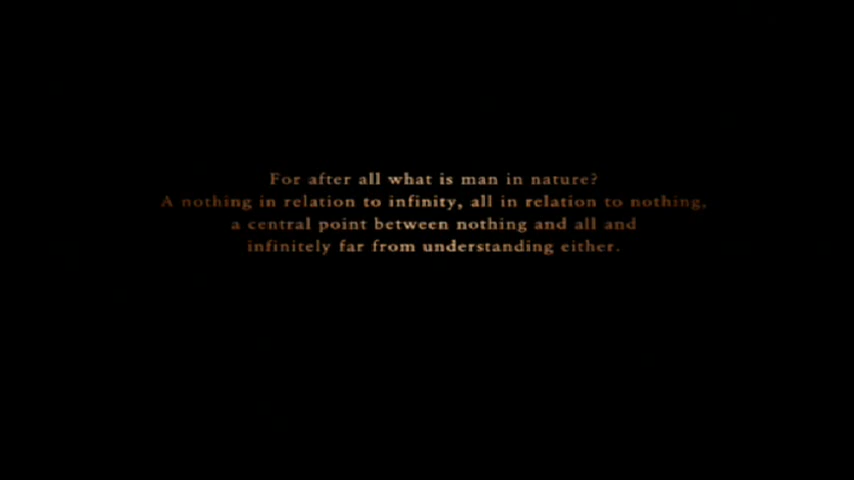 For after all what is man in nature?
A nothing in relation to infinity, all in relation to nothing,
a central point between nothing and all and
infinitely far from understanding either.